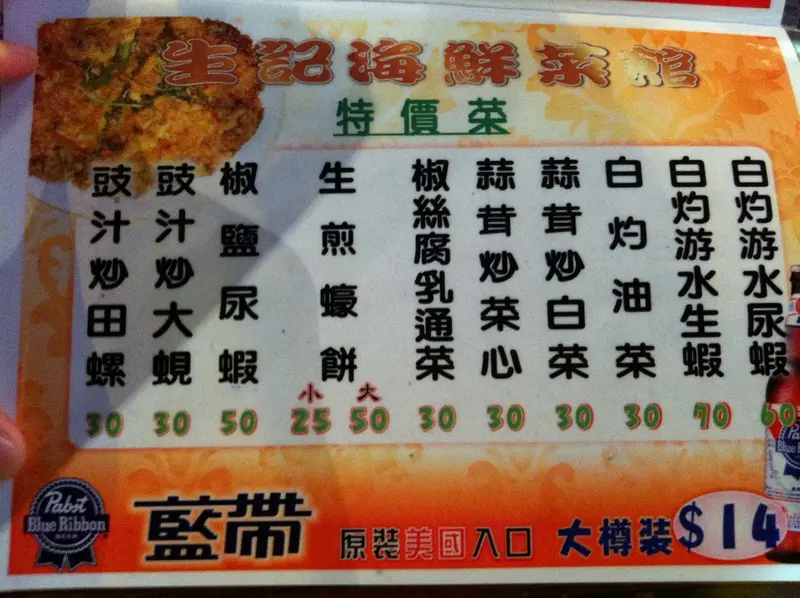 生記海鮮菜館
特價菜
白灼游水尿蝦
60
白灼游水生蝦
70
白灼油菜
30
蒜茸炒白菜
30
蒜茸炒菜心
30
椒絲腐乳通菜
30
生煎蠔餅
小 大
25 50
椒鹽尿蝦
50
豉汁炒大蜆
30
豉汁炒田螺
30
Pabst
Blue Ribbon
藍帶
原裝美國入口
大樽裝$14